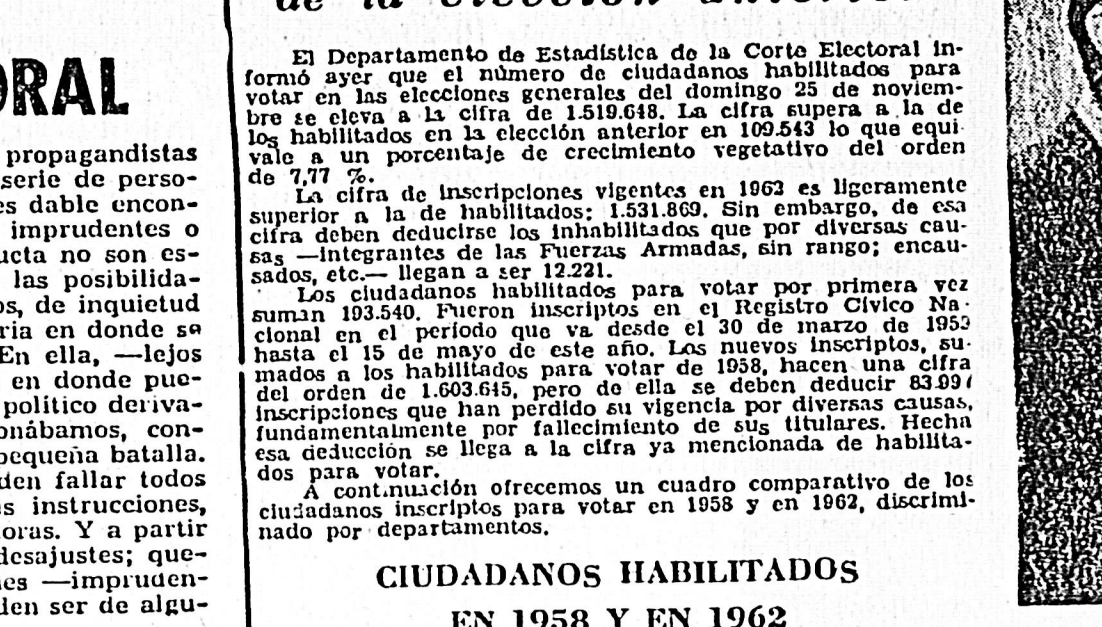 ORAL
propagandistas
serie de perso-
es dable encon-
imprudentes o
ucta no son es-
las posibilida-
os, de inquietud
ria en donde se
En ella, —lejos
en donde pue-
político deriva-
onábamos, con-
pequeña batalla.
den fallar todos
s instrucciones,
oras. Y a partir
desajustes; que-
nes —impruden-
den ser de algu-
de la elección
El Departamento de Estadística de la Corte Electoral in-
formó ayer que el número de ciudadanos habilitados para
votar en las elecciones generales del domingo 25 de noviem-
bre se eleva a la cifra de 1.519.648. La cifra supera a la de
los habilitados en la elección anterior en 109.543 lo que equi-
vale a un porcentaje de crecimiento vegetativo del orden
de 7,77 %.
La cifra de inscripciones vigentes en 1962 es ligeramente
superior a la de habilitados: 1.531.869. Sin embargo, de esa
cifra deben deducirse los inhabilitados que por diversas cau-
sas —integrantes de las Fuerzas Armadas, sin rango; encau-
sados, etc.— llegan a ser 12.221.
Los ciudadanos habilitados para votar por primera vez
suman 193.540. Fueron inscriptos en el Registro Cívico Na-
cional en el período que va desde el 30 de marzo de
hasta el 15 de mayo de este año. Los nuevos inscriptos, su-
mados a los habilitados para votar de 1958, hacen una cifra
del orden de 1.603.645, pero de ella se deben deducir 83.997
inscripciones que han perdido su vigencia por diversas causas,
fundamentalmente por fallecimiento de sus titulares. Hecha
esa deducción se llega a la cifra ya mencionada de habilita-
dos para votar.
A continuación ofrecemos un cuadro comparativo de los
ciudadanos inscriptos para votar en 1958 y en 1962, discrimi-
nado por departamentos.
CIUDADANOS HABILITADOS
EN 1958 Y EN 1962